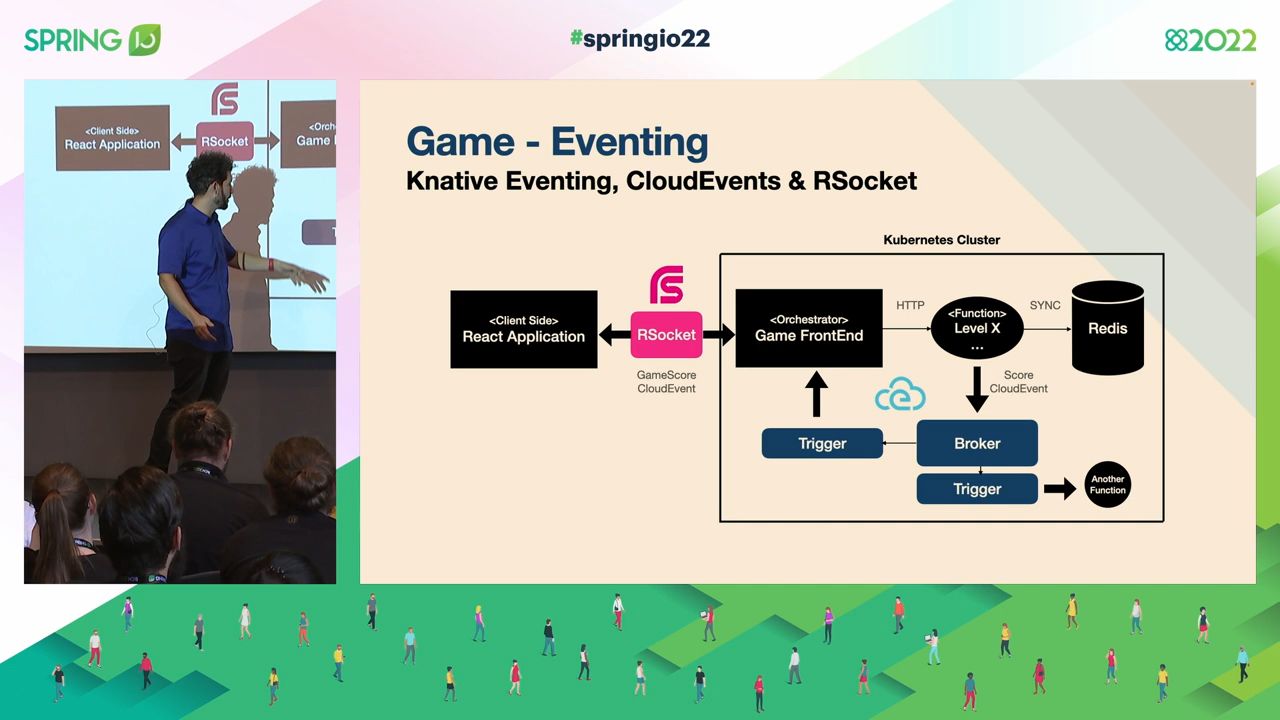 SPRING IO
#springio22
2022
<Client Side>
React Application
RSocket
<Orch
Game F
T
Game - Eventing
Knative Eventing, CloudEvents & RSocket
Kubernetes Cluster
<Client Side>
React Application
RSocket
GameScore
CloudEvent
<Orchestrator>
Game FrontEnd
HTTP
<Function>
Level X
...
SYNC
Redis
Score
CloudEvent
Trigger
Broker
Trigger
Another
Function